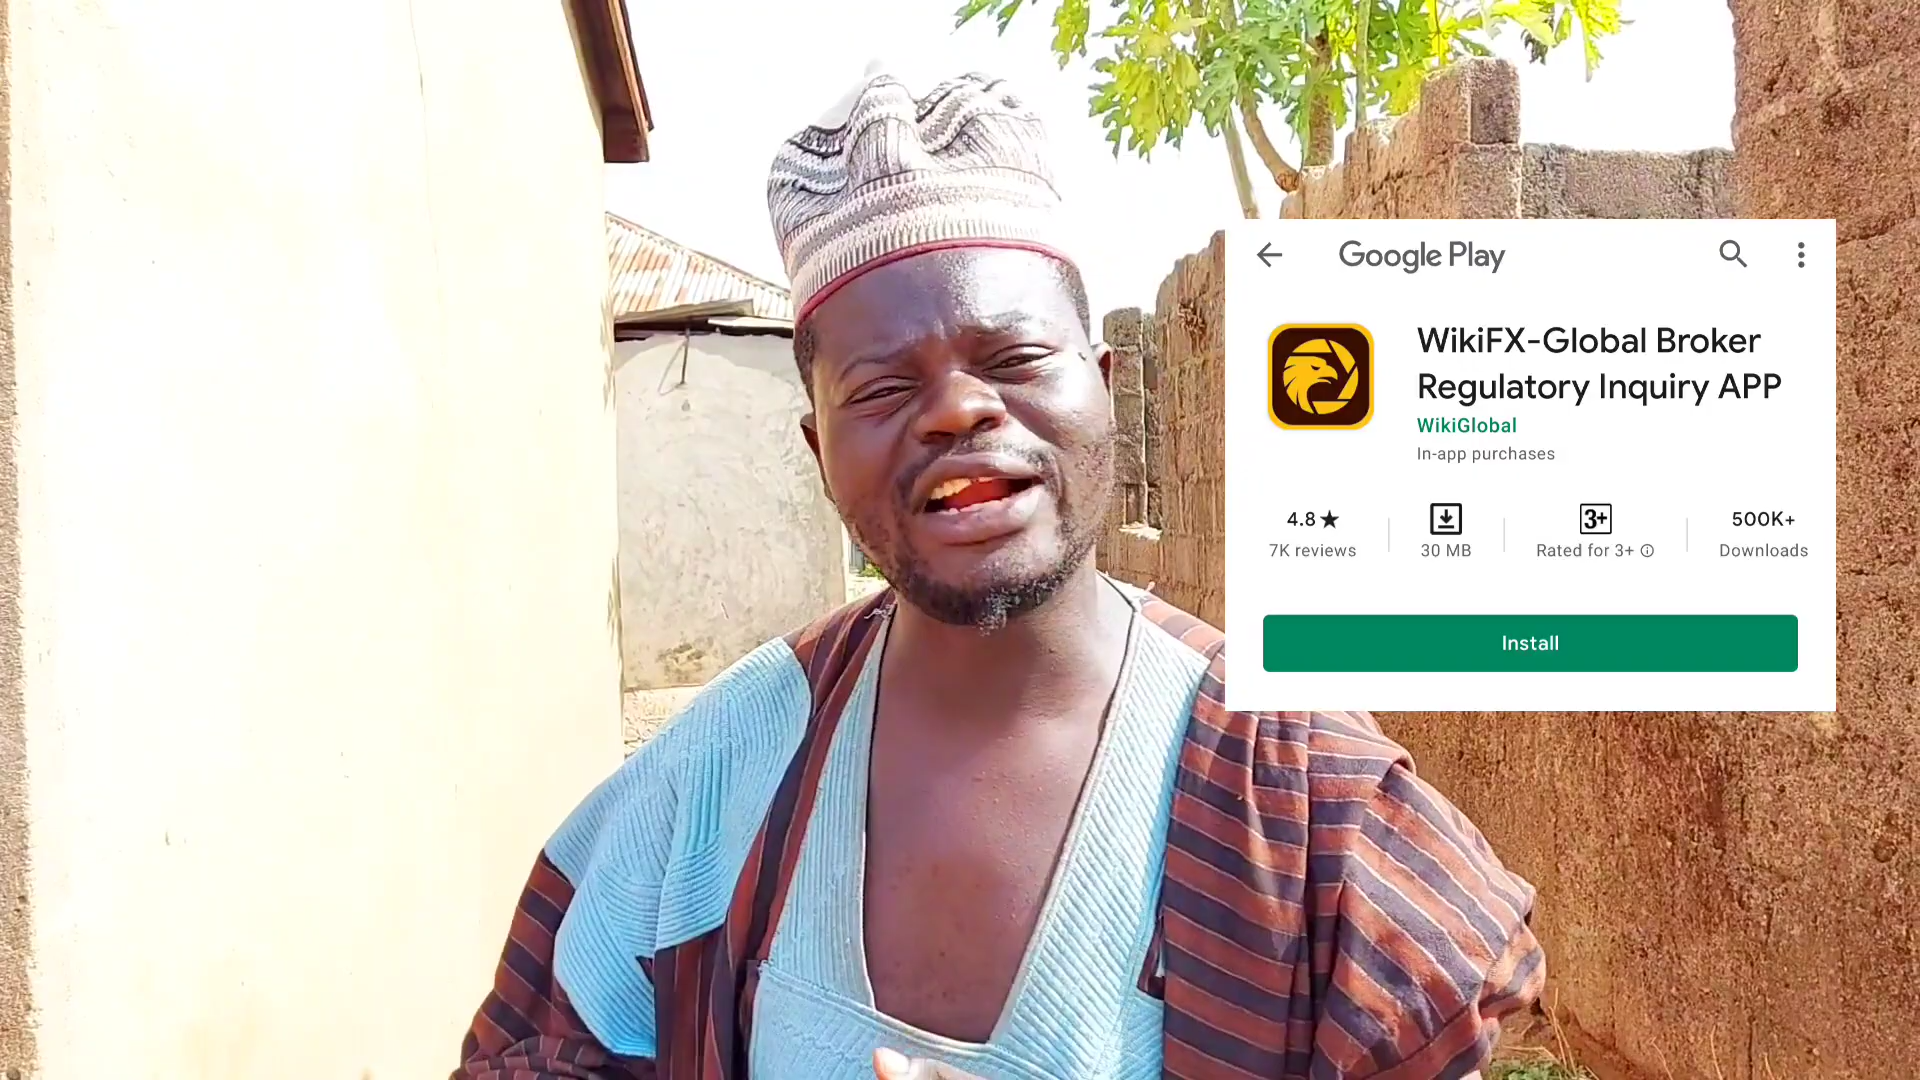 Google Play
WikiFX-Global Broker
Regulatory Inquiry APP
WikiGlobal
In-app purchases
4.8★
7K reviews
30 MB
3+
Rated for 3+
500K+
Downloads
Install